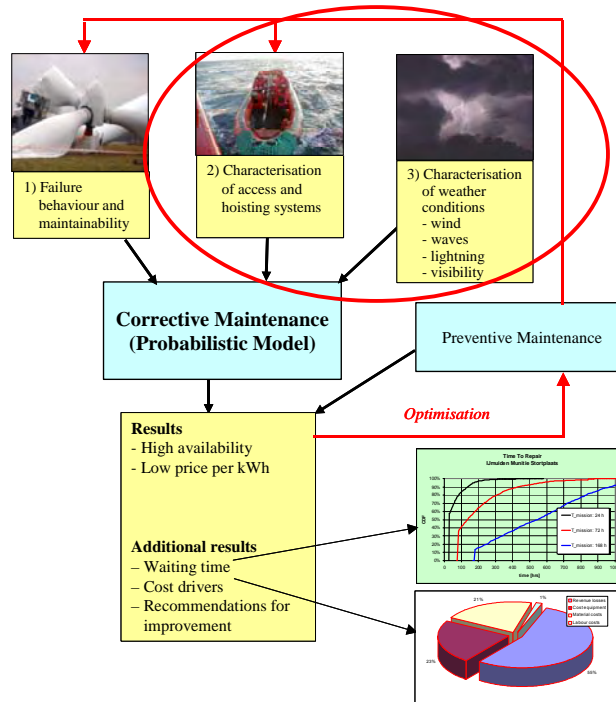 1) Failure
behaviour and
maintainability
2) Characterisation
of access and
hoisting systems
3) Characterisation
of weather
conditions
- wind
- waves
- lightning
- visibility
Corrective Maintenance
(Probabilistic Model)
Preventive Maintenance
Optimisation
Results
- High availability
- Low price per kWh
Additional results
– Waiting time
– Cost drivers
– Recommendations for
improvement
Time To Repair
IJmuiden Munitie Stortplaats
100%
90%
80%
70%
60%
50%
40%
30%
20%
10%
0%
CDF
T_mission: 24 h
T_mission: 72 h
T_mission: 168 h
0 100 200 300 400 500 600 700 800 900
time [hrs]
Revenue losses
Cost equipment
Material costs
Labour costs
21%
1%
23%